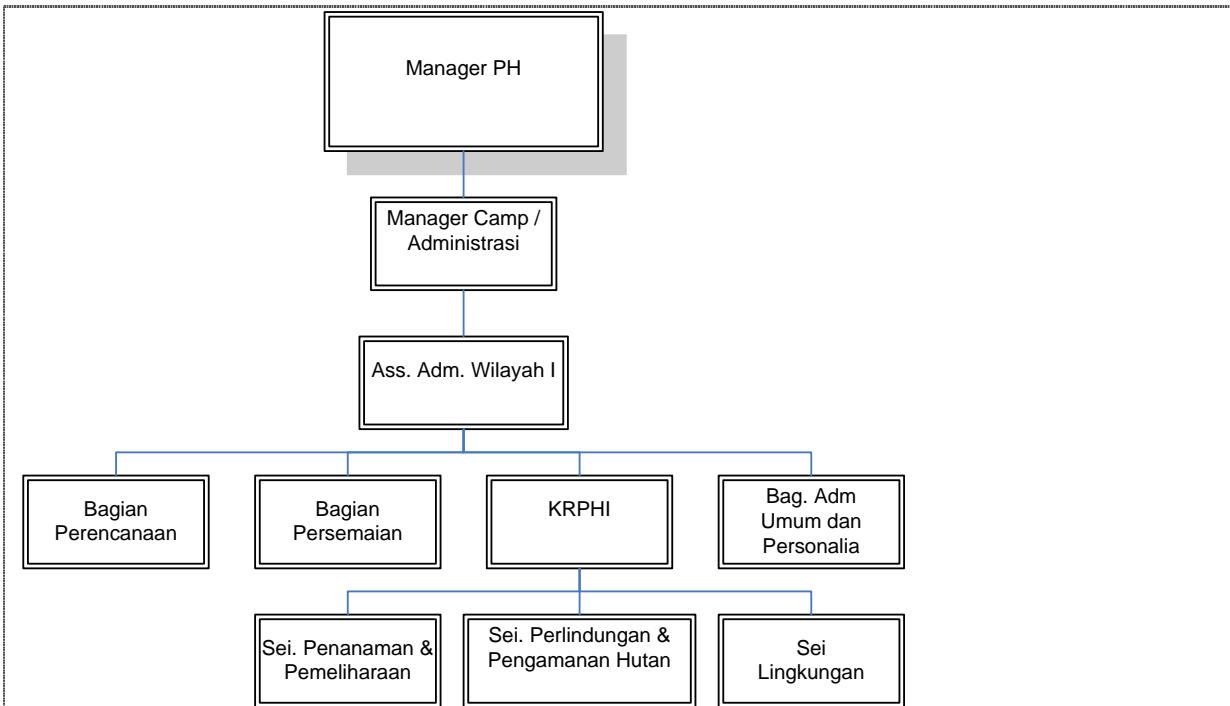 Manager PH
Manager Camp /
Administrasi
Ass. Adm. Wilayah I
Bagian
Perencanaan
Bagian
Persemaian
KRPHI
Bag. Adm
Umum dan
Personalia
Sei. Penanaman &
Pemeliharaan
Sei. Perlindungan &
Pengamanan Hutan
Sei
Lingkungan